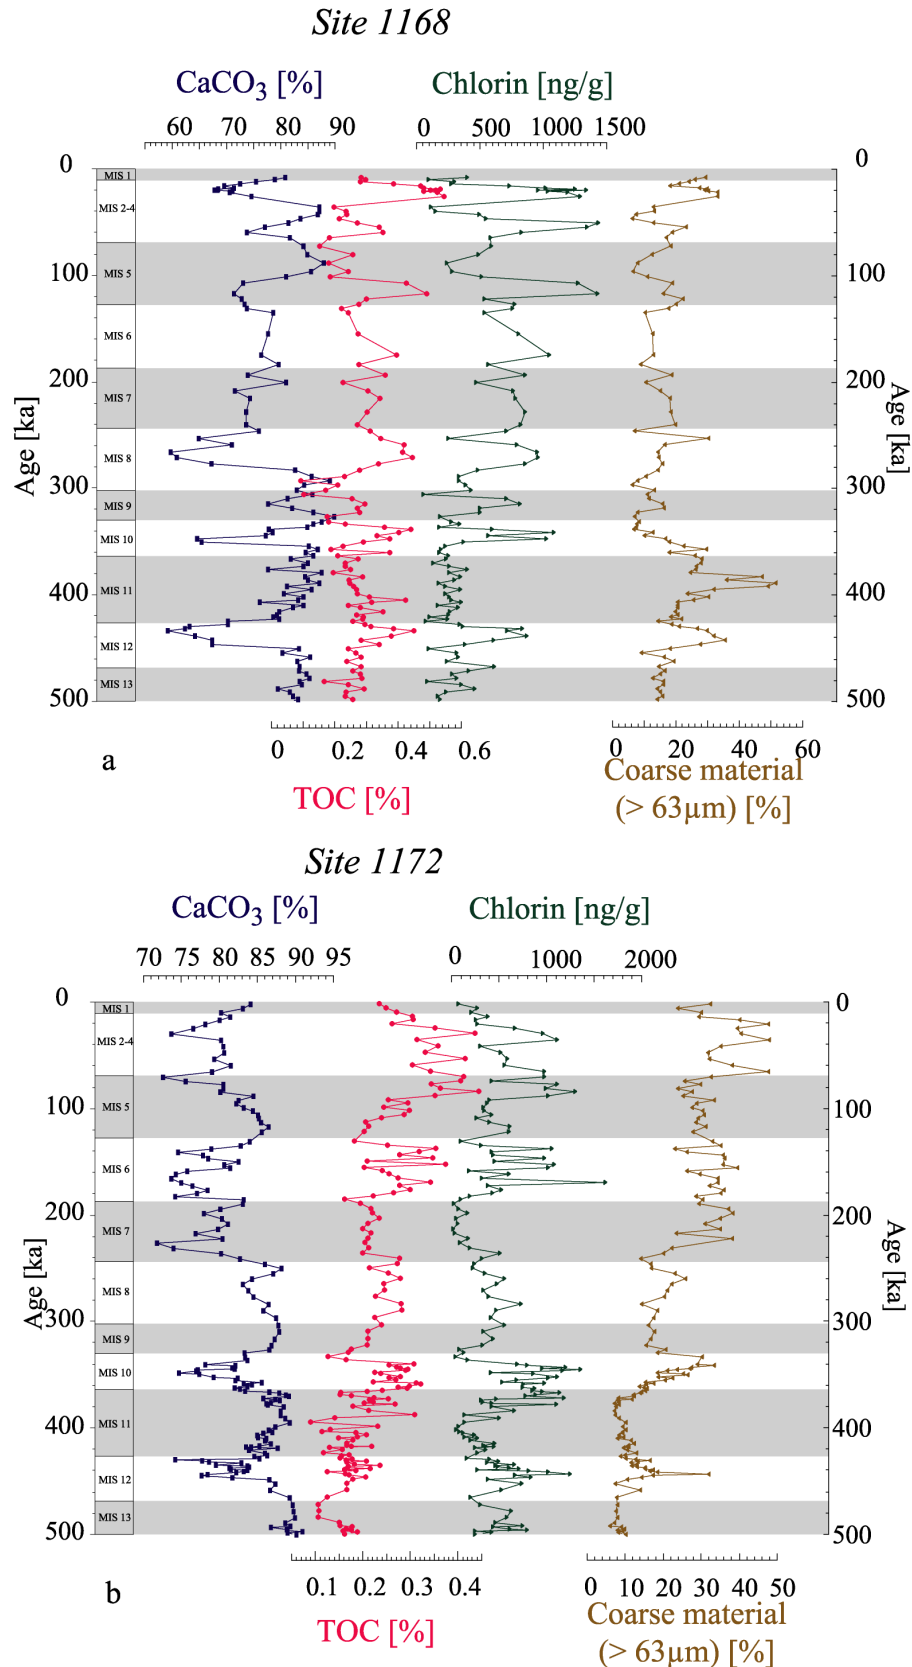 Site 1168
CaCO3 [%] Chlorin [ng/g]
60 70 80 90 0 500 1000 1500
0 MIS 1 0
MIS 2-4
100 MIS 5 100
MIS 6
200 MIS 7 200
Age [ka] Age [ka]
MIS 8
300 MIS 9 300
MIS 10
400 MIS 11 400
MIS 12
500 MIS 13 500
0 0.2 0.4 0.6 0 20 40 60
a
TOC [%] Coarse material
(> 63μm) [%]
Site 1172
CaCO3 [%] Chlorin [ng/g]
70 75 80 85 90 95 0 1000 2000
0 MIS 1 0
MIS 2-4
100 MIS 5 100
MIS 6
200 MIS 7 200
Age [ka] Age [ka]
MIS 8
300 MIS 9 300
MIS 10
400 MIS 11 400
MIS 12
500 MIS 13 500
0.1 0.2 0.3 0.4 0 10 20 30 40 50
b
TOC [%] Coarse material
(> 63μm) [%]